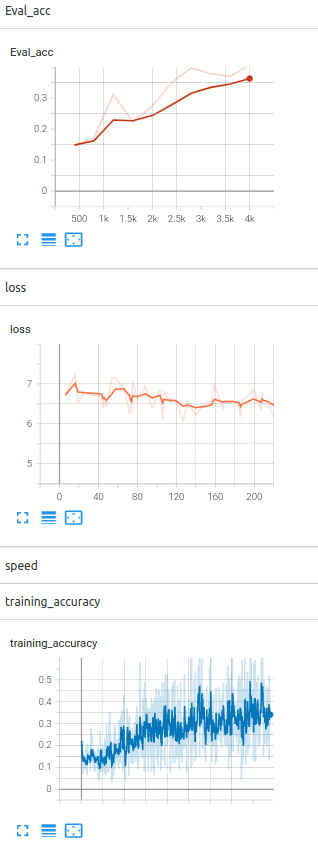 Eval_acc
Eval_acc
0.3
0.2
0.1
0
500 1k 1.5k 2k 2.5k 3k 3.5k 4k
loss
loss
7
6
5
0 40 80 120 160 200
speed
training_accuracy
training_accuracy
0.5
0.4
0.3
0.2
0.1
0